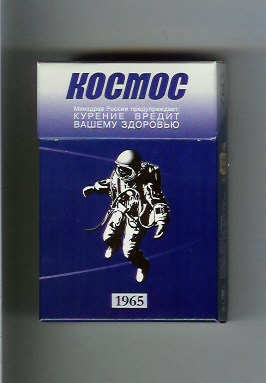 КОСМОС
Минздрав России предупреждает:
КУРЕНИЕ ВРЕДИТ
ВАШЕМУ ЗДОРОВЬЮ
1965